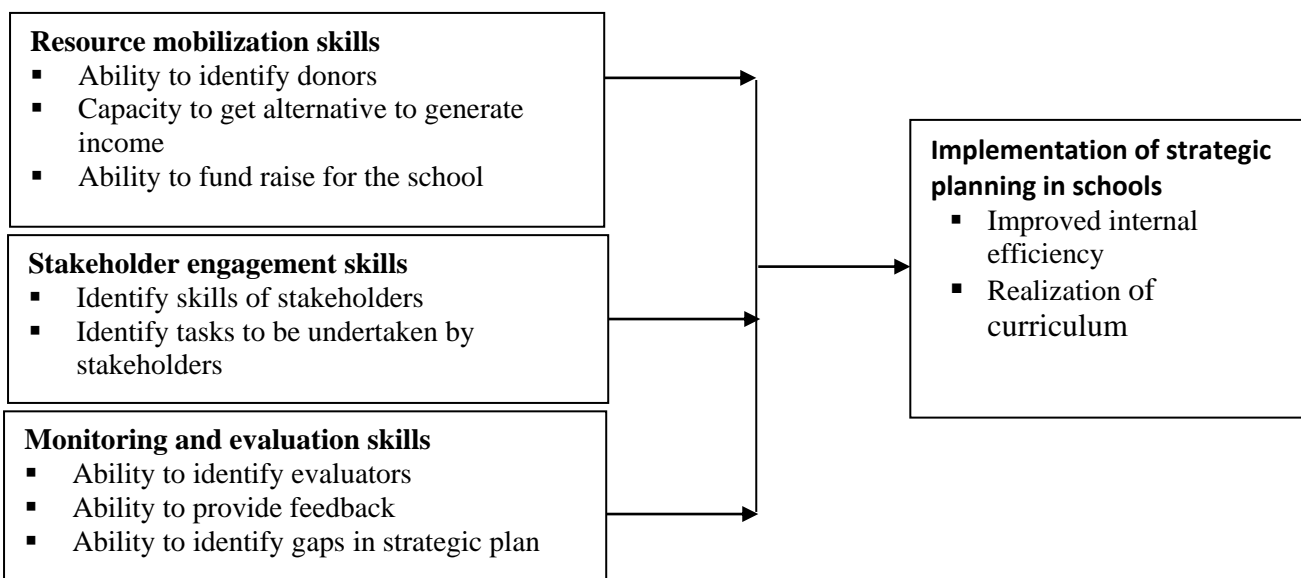 Resource mobilization skills
▪ Ability to identify donors
▪ Capacity to get alternative to generate
income
▪ Ability to fund raise for the school
Stakeholder engagement skills
▪ Identify skills of stakeholders
▪ Identify tasks to be undertaken by
stakeholders
Monitoring and evaluation skills
▪ Ability to identify evaluators
▪ Ability to provide feedback
▪ Ability to identify gaps in strategic plan
Implementation of strategic
planning in schools
▪ Improved internal
efficiency
▪ Realization of
curriculum